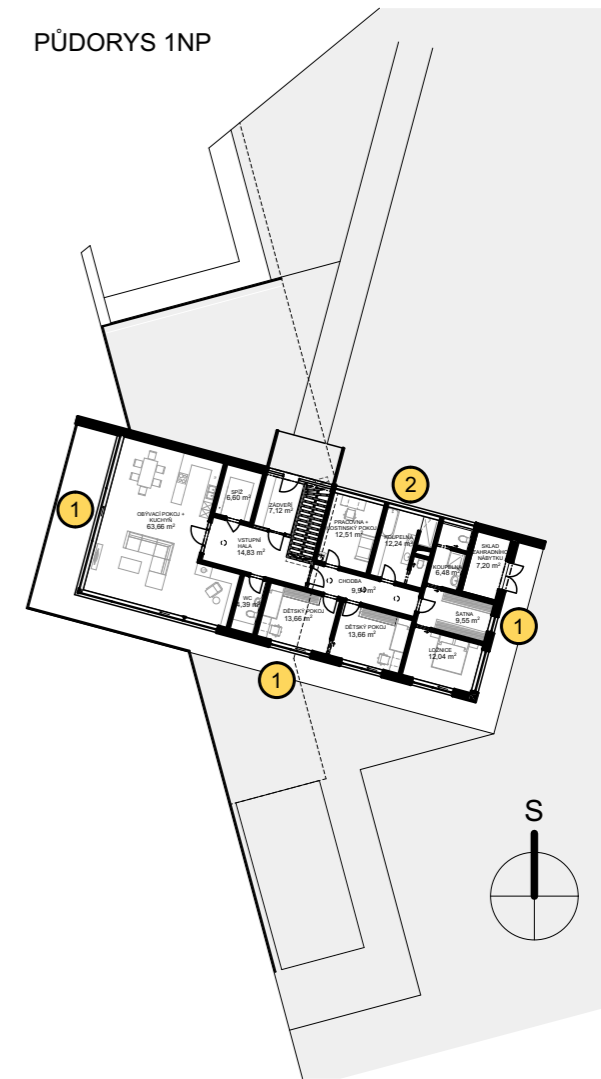 PŮDORYS 1NP
2
SPÍŽ
6,60 m²
ZÁDVEŘÍ
7,12 m²
1
OBÝVACÍ POKOJ +
KUCHYŇ
63,66 m²
PRACOVNA +
HOSTINSKÝ POKOJ
12,51 m²
KOUPELNA
12,24 m²
SKLAD
ZAHRADNÍHO
NÁBYTKU
7,20 m²
VSTUPNÍ
HALA
14,83 m²
KOUPELNA
6,48 m²
CHODBA
WC
4,39 m²
DĚTSKÝ POKOJ
13,66 m²
DĚTSKÝ POKOJ
13,66 m²
ŠATNA
9,55 m²
1
LOŽNICE
12,04 m²
1
S